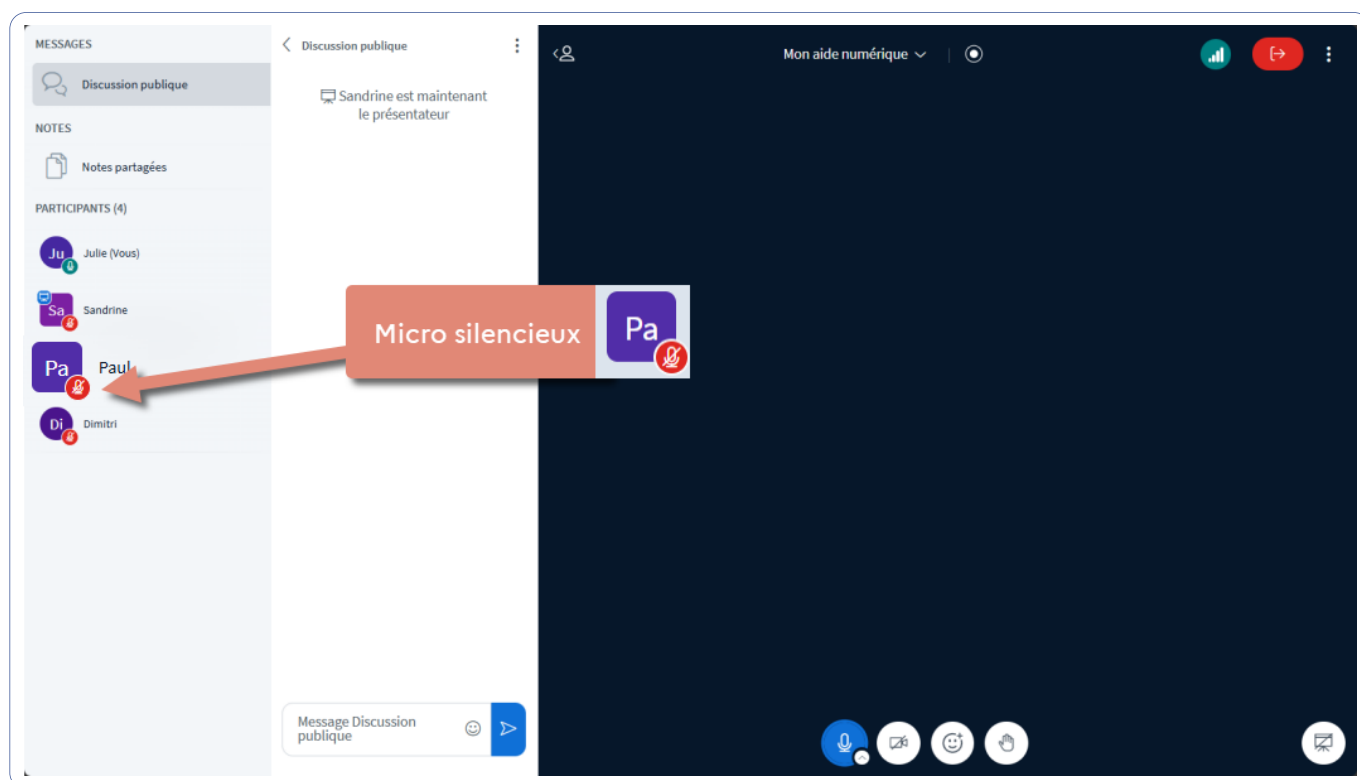 MESSAGES
Discussion publique
NOTES
Notes partagées
PARTICIPANTS (4)
Ju
Julie (Vous)
Sa
Sandrine
Pa
Paul
Di
Dimitri
Discussion publique
Sandrine est maintenant
le présentateur
Message Discussion
publique
Micro silencieux
Pa
Mon aide numérique